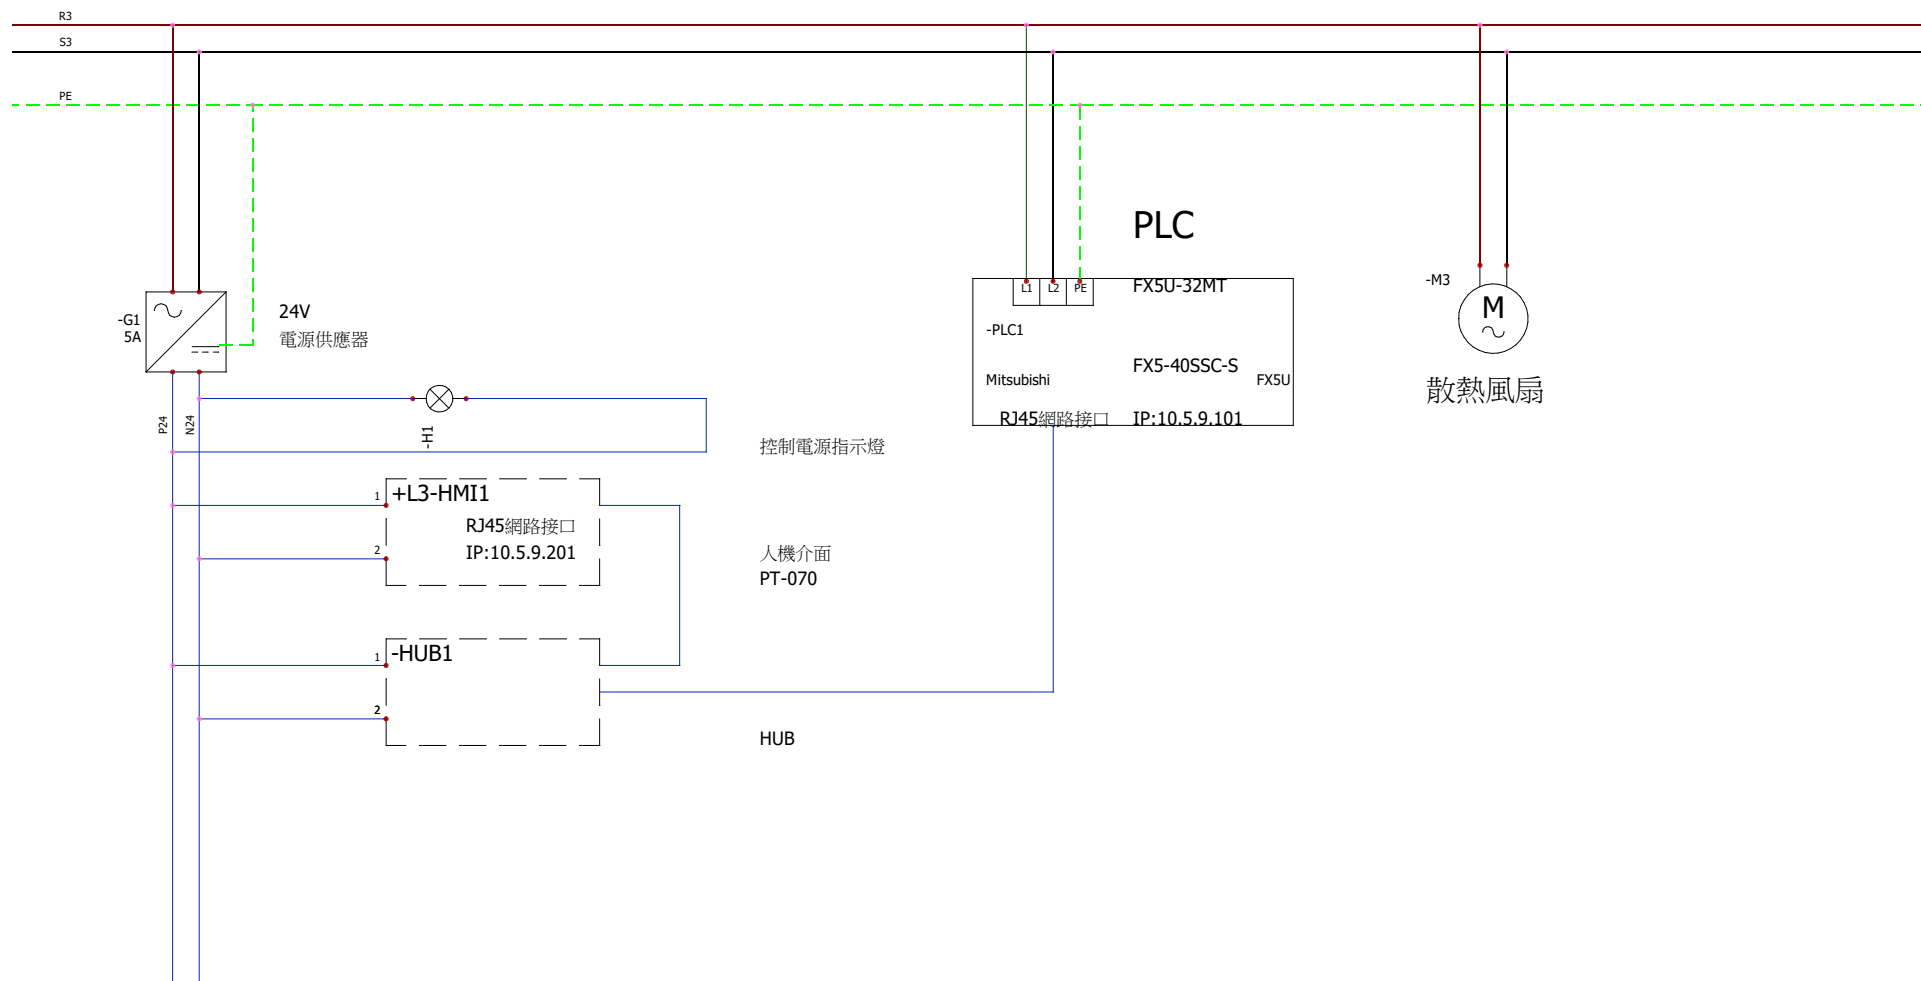 R3
S3
PE
PLC
L1 L2 PE
FX5U-32MT
-M3
M
-G1
5A
24V
電源供應器
-PLC1
FX5-40SSC-S
Mitsubishi
FX5U
散熱風扇
RJ45網路接口
IP:10.5.9.101
P24
N24
-H1
控制電源指示燈
1
+L3-HMI1
RJ45網路接口
2
IP:10.5.9.201
人機介面
PT-070
1
-HUB1
2
HUB